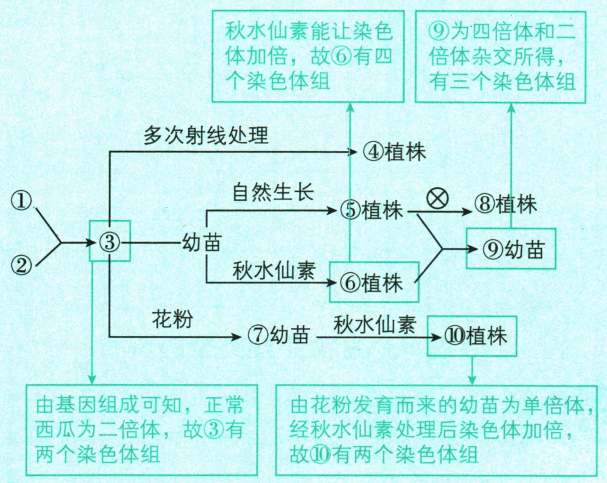 秋水仙素能让染色
体加倍，故⑥有四
个染色体组
⑨为四倍体和二
倍体杂交所得，
有三个染色体组
多次射线处理
④植株
①
②
③
幼苗
自然生长
⑤植株
⑧植株
秋水仙素
⑥植株
⑨幼苗
花粉
⑦幼苗
秋水仙素
⑩植株
由基因组成可知，正常
西瓜为二倍体，故③有
两个染色体组
由花粉发育而来的幼苗为单倍体，
经秋水仙素处理后染色体加倍，
故⑩有两个染色体组